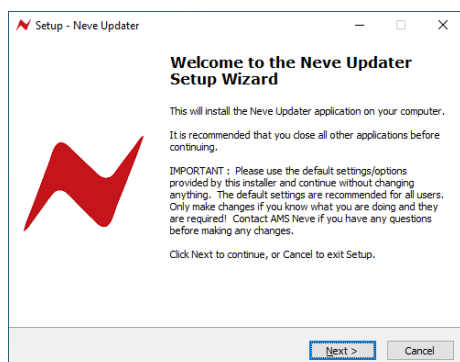 Setup - Neve Updater
Welcome to the Neve Updater
Setup Wizard
This will install the Neve Updater application on your computer.
It is recommended that you close all other applications before
continuing.
IMPORTANT : Please use the default settings/options
provided by this installer and continue without changing
anything. The default settings are recommended for all users.
Only make changes if you know what you are doing and they
are required! Contact AMS Neve if you have any questions
before making any changes.
Click Next to continue, or Cancel to exit Setup.
Next >
Cancel